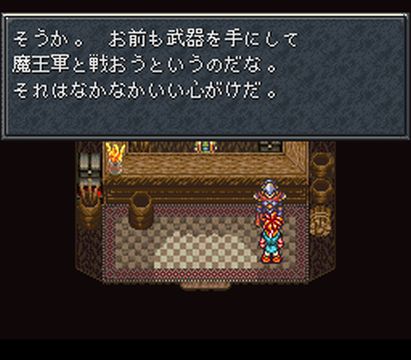 そうか。 お前も武器を手にして
魔王軍と戦おうというのだな。
それはなかなかいい心がけだ。